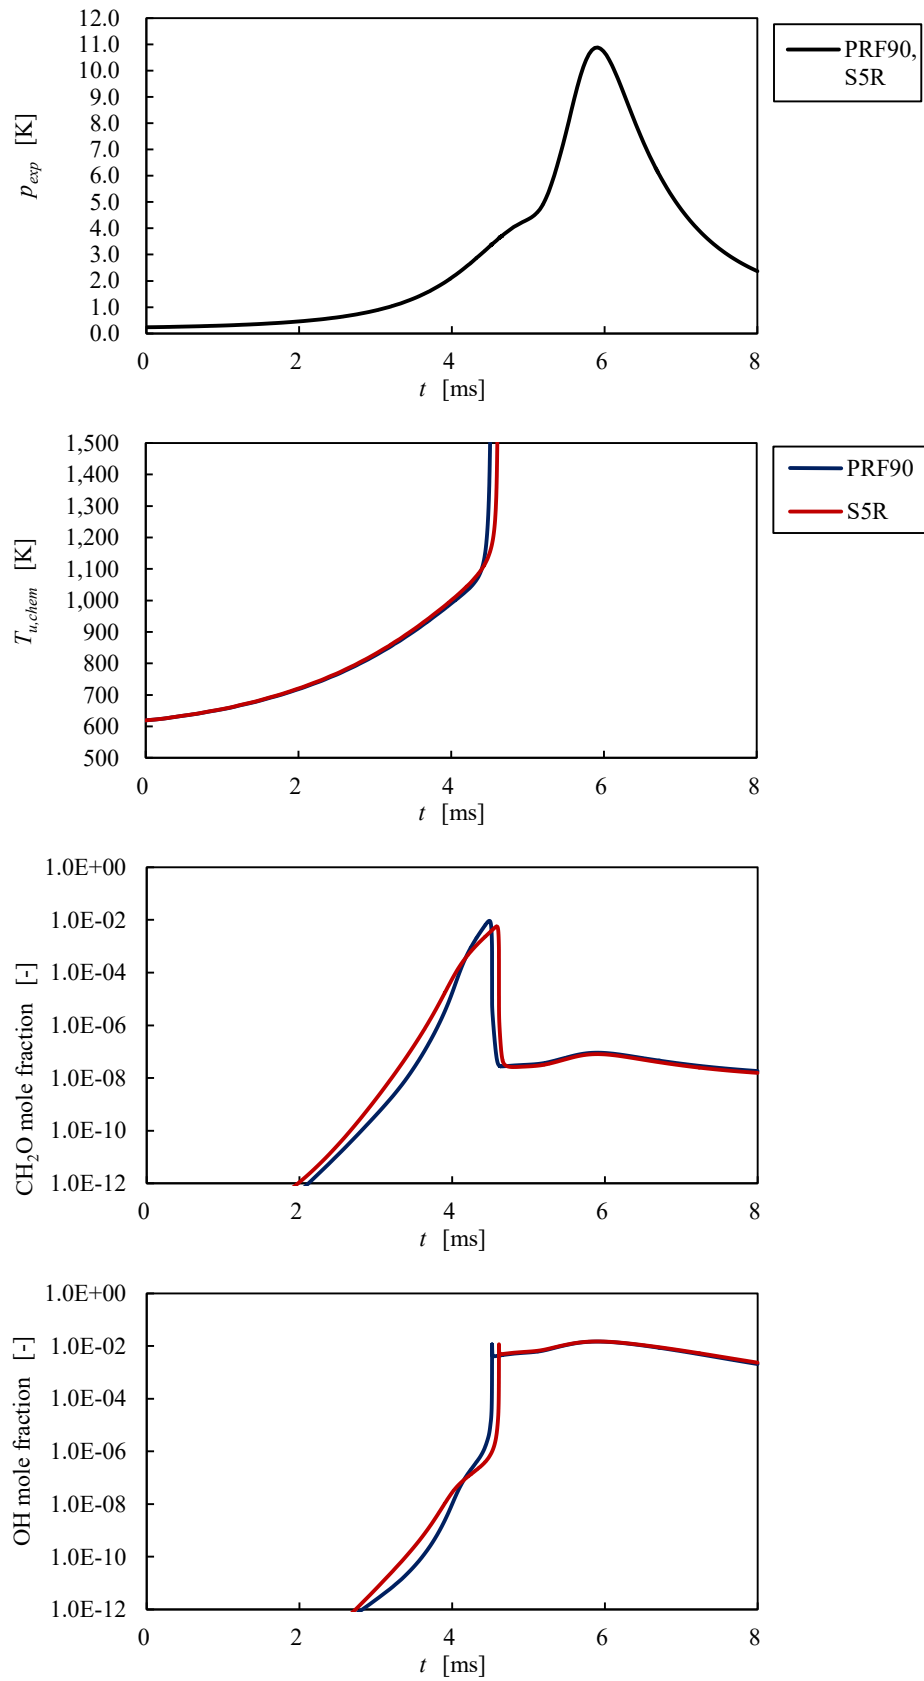 12.0
11.0
10.0
9.0
8.0
7.0
6.0
5.0
4.0
3.0
2.0
1.0
0.0
p_exp [K]
0 2 4 6 8
t [ms]
PRF90,
S5R
1,500
1,400
1,300
1,200
1,100
1,000
900
800
700
600
500
T_u,chem [K]
0 2 4 6 8
t [ms]
PRF90
S5R
1.0E+00
1.0E-02
1.0E-04
1.0E-06
1.0E-08
1.0E-10
1.0E-12
CH₂O mole fraction [-]
0 2 4 6 8
t [ms]
1.0E+00
1.0E-02
1.0E-04
1.0E-06
1.0E-08
1.0E-10
1.0E-12
OH mole fraction [-]
0 2 4 6 8
t [ms]